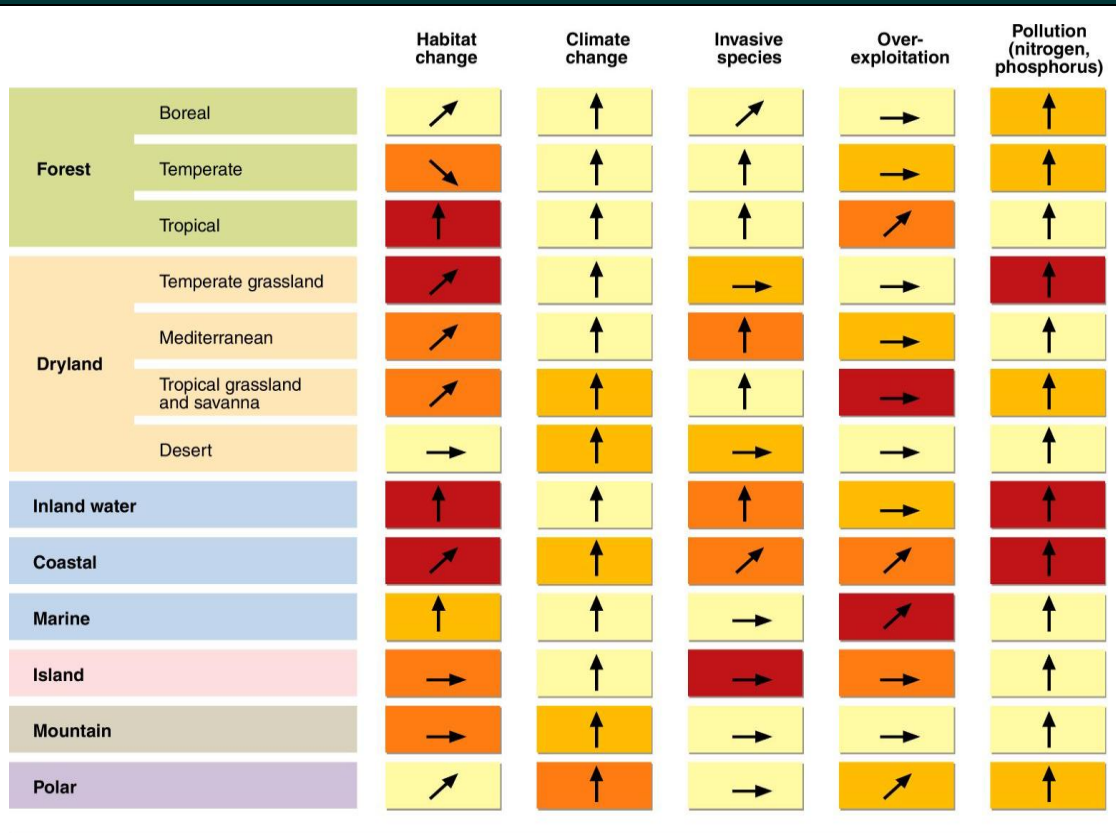 Habitat
change
Climate
change
Invasive
species
Over-
exploitation
Pollution
(nitrogen,
phosphorus)
Forest
Boreal
Temperate
Tropical
Dryland
Temperate grassland
Mediterranean
Tropical grassland
and savanna
Desert
Inland water
Coastal
Marine
Island
Mountain
Polar